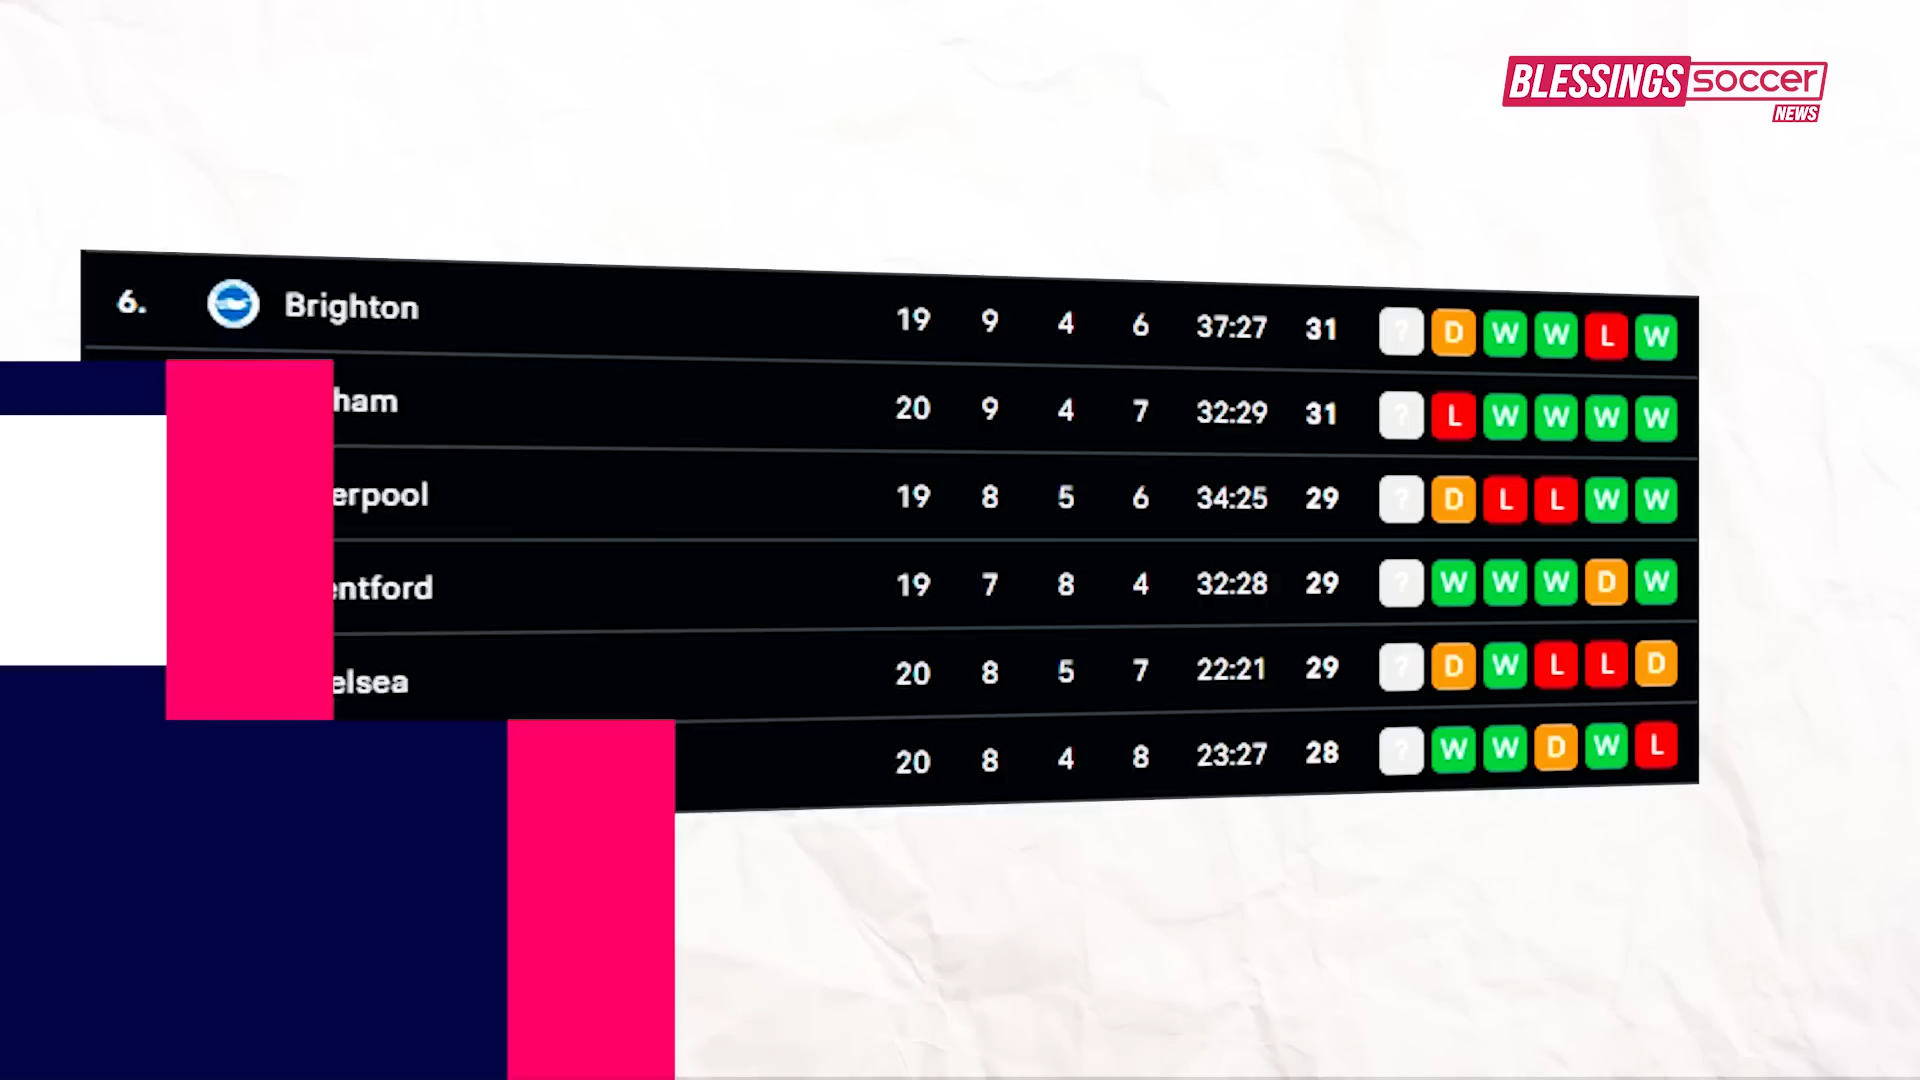 BLESSINGS soccer
NEWS
6. Brighton 19 9 4 6 37:27 31 ? D W W L W
ham 20 9 4 7 32:29 31 ? L W W W W
erpool 19 8 5 6 34:25 29 ? D L L W W
entford 19 7 8 4 32:28 29 ? W W W D W
elsea 20 8 5 7 22:21 29 ? D W L L D
20 8 4 8 23:27 28 ? W W D W L